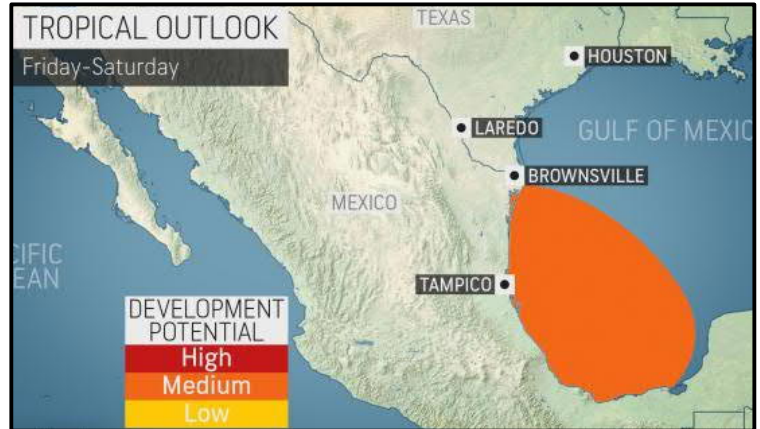 TROPICAL OUTLOOK
Friday-Saturday
TEXAS
HOUSTON
LAREDO
GULF OF MEXIC
BROWNSVILLE
MEXICO
CIFIC
EAN
TAMPICO
DEVELOPMENT
POTENTIAL
High
Medium
Low